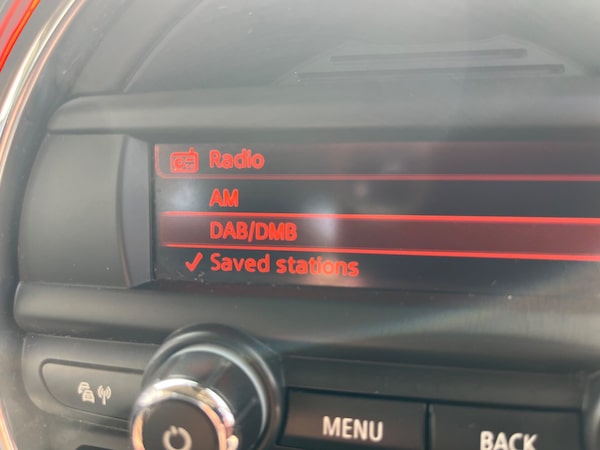 Radio
AM
DAB/DMB
Saved stations
MENU
BACK